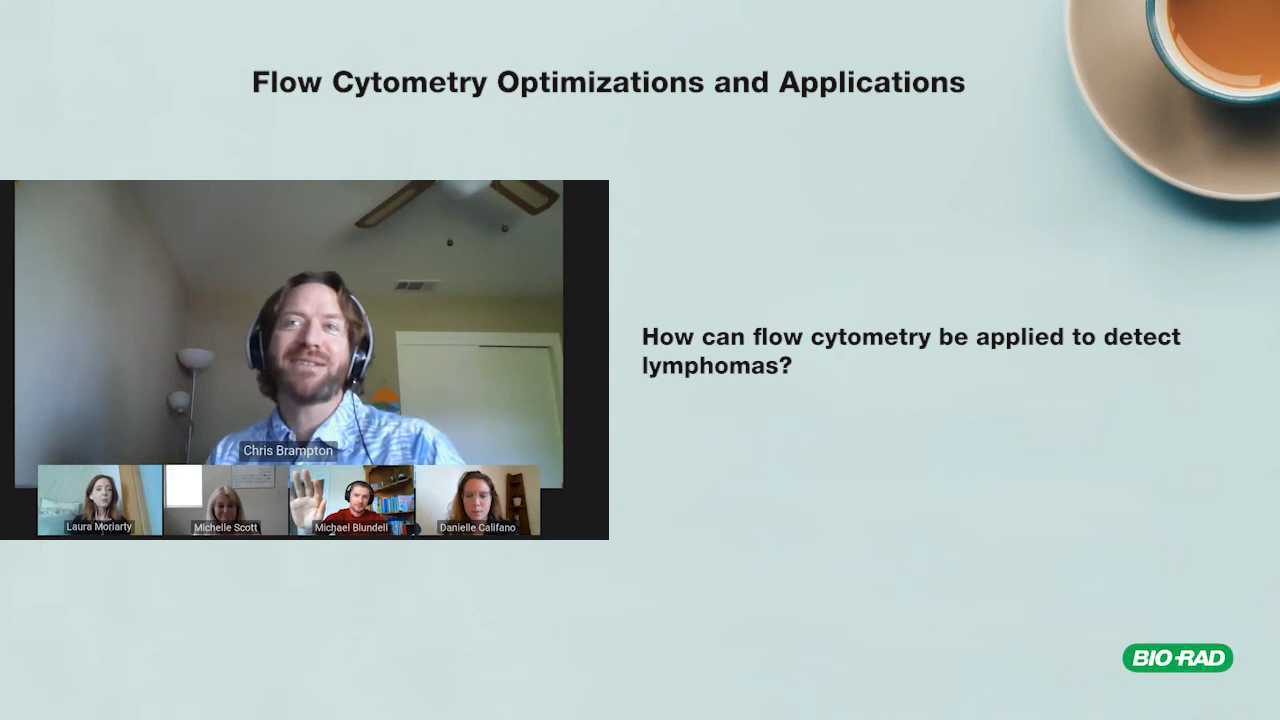 Flow Cytometry Optimizations and Applications
Chris Brampton
Laura Moriarty
Michelle Scott
Michael Blundell
Danielle Califano
How can flow cytometry be applied to detect
lymphomas?
BIO-RAD